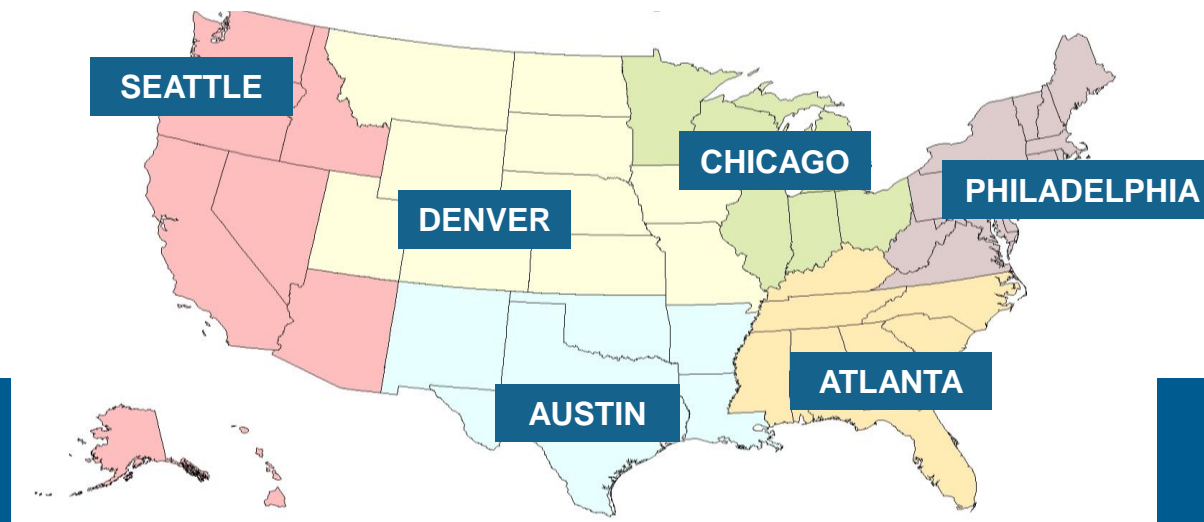 SEATTLE
CHICAGO
PHILADELPHIA
DENVER
ATLANTA
AUSTIN